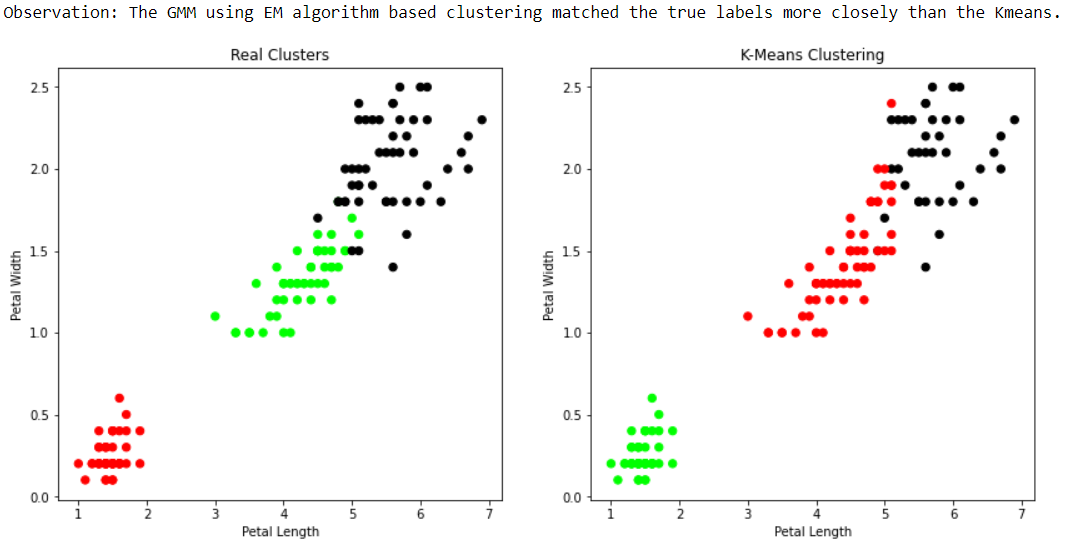 Observation: The GMM using EM algorithm based clustering matched the true labels more closely than the Kmeans.
Real Clusters
2.5
2.0
1.5
1.0
0.5
0.0
Petal Width
1 2 3 4 5 6 7
Petal Length
K-Means Clustering
2.5
2.0
1.5
1.0
0.5
0.0
Petal Width
1 2 3 4 5 6 7
Petal Length